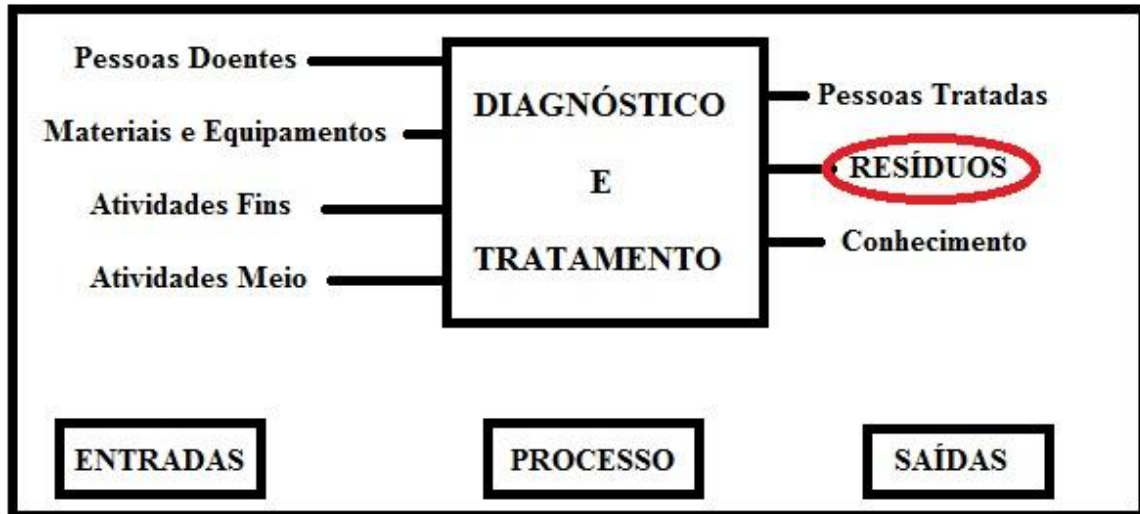 Pessoas Doentes
Materiais e Equipamentos
Atividades Fins
Atividades Meio
DIAGNÓSTICO
E
TRATAMENTO
Pessoas Tratadas
RESÍDUOS
Conhecimento
ENTRADAS
PROCESSO
SAÍDAS